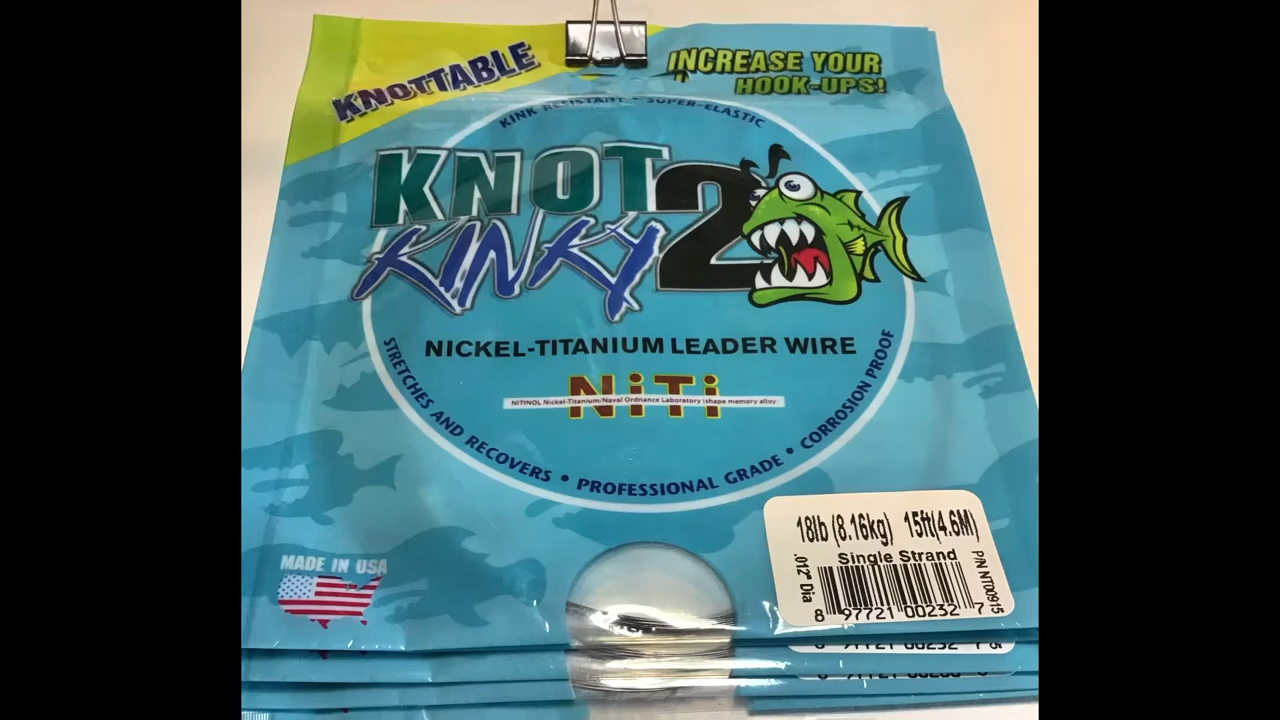 KNOTTABLE
INCREASE YOUR
HOOK-UPS!
KINK RESISTANT • SUPER-ELASTIC
KNOT
KINKY
2
NICKEL-TITANIUM LEADER WIRE
NiTi
NITINOL Nickel-Titanium/Naval Ordnance Laboratory (shape memory alloy)
STRETCHES AND RECOVERS • PROFESSIONAL GRADE • CORROSION PROOF
MADE IN USA
18lb (8.16kg) 15ft(4.6M)
Single Strand
.012" Dia
P/N NT00915
8 97721 00232 7